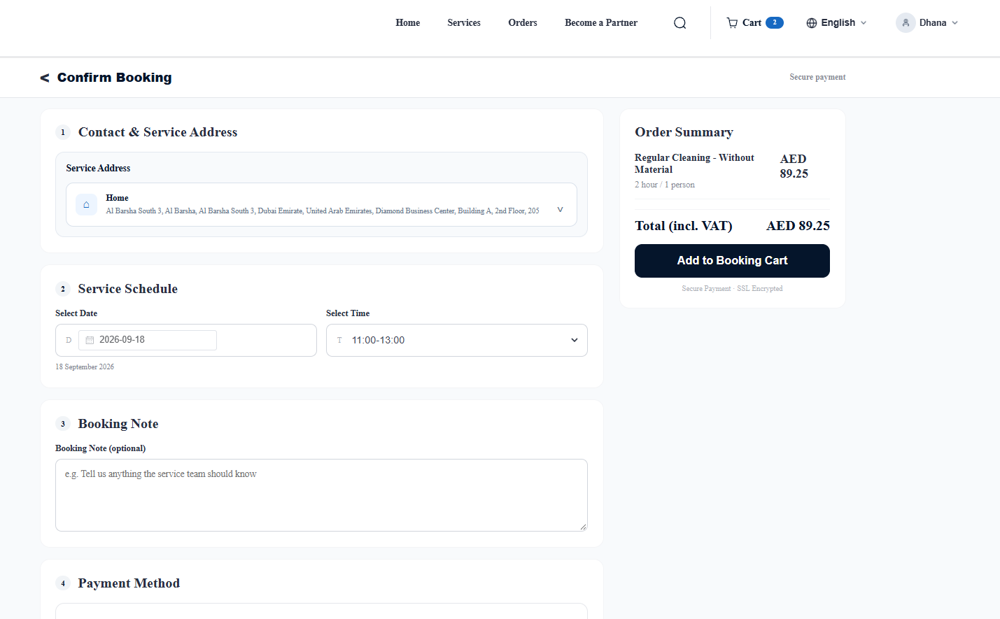 Home Services Orders Become a Partner Cart 2 English Dhana
< Confirm Booking
Secure payment
1 Contact & Service Address
Service Address
Home
Al Barsha South 3, Al Barsha, Al Barsha South 3, Dubai Emirate, United Arab Emirates, Diamond Business Center, Building A, 2nd Floor, 205
V
2 Service Schedule
Select Date
D 2026-09-18
18 September 2026
Select Time
T 11:00-13:00
3 Booking Note
Booking Note (optional)
e.g. Tell us anything the service team should know
4 Payment Method
Order Summary
Regular Cleaning - Without
Material
2 hour / 1 person
AED
89.25
Total (incl. VAT) AED 89.25
Add to Booking Cart
Secure Payment · SSL Encrypted